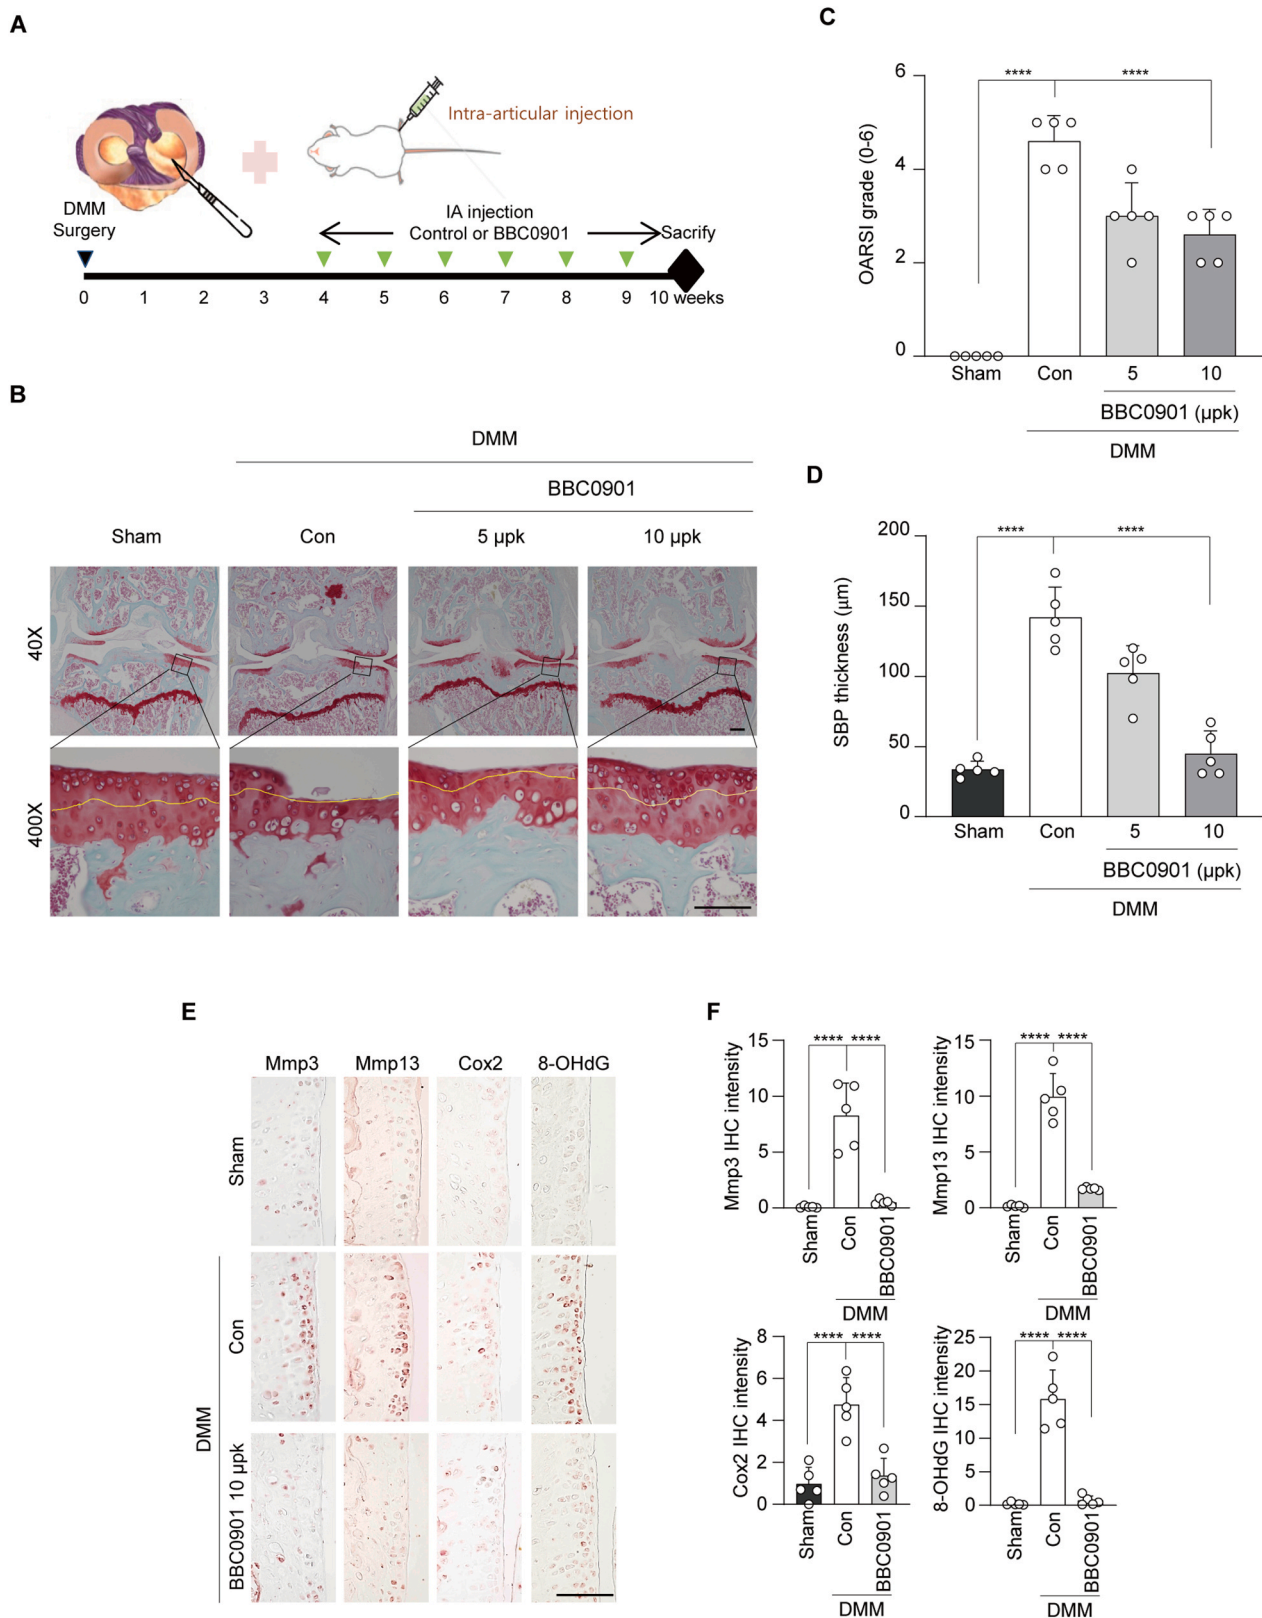 A
Intra-articular injection
DMM
Surgery
IA injection
Control or BBC0901
Sacrify
0 1 2 3 4 5 6 7 8 9 10 weeks
B
DMM
BBC0901
Sham Con 5 µpk 10 µpk
40X
400X
C
OARSI grade (0-6)
6
4
2
0
**** ****
Sham Con 5 10
BBC0901 (µpk)
DMM
D
SBP thickness (µm)
200
150
100
50
0
**** ****
Sham Con 5 10
BBC0901 (µpk)
DMM
E
Mmp3 Mmp13 Cox2 8-OHdG
Sham
Con
BBC0901 10 µpk
DMM
F
Mmp3 IHC intensity
15
10
5
0
**** ****
Sham Con BBC0901
DMM
Mmp13 IHC intensity
15
10
5
0
**** ****
Sham Con BBC0901
DMM
Cox2 IHC intensity
8
6
4
2
0
**** ****
Sham Con BBC0901
DMM
8-OHdG IHC intensity
25
20
15
10
5
0
**** ****
Sham Con BBC0901
DMM